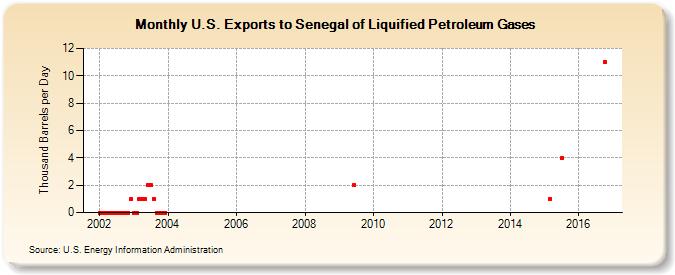 Monthly U.S. Exports to Senegal of Liquified Petroleum Gases
Thousand Barrels per Day
12
10
8
6
4
2
0
2002 2004 2006 2008 2010 2012 2014 2016
Source: U.S. Energy Information Administration